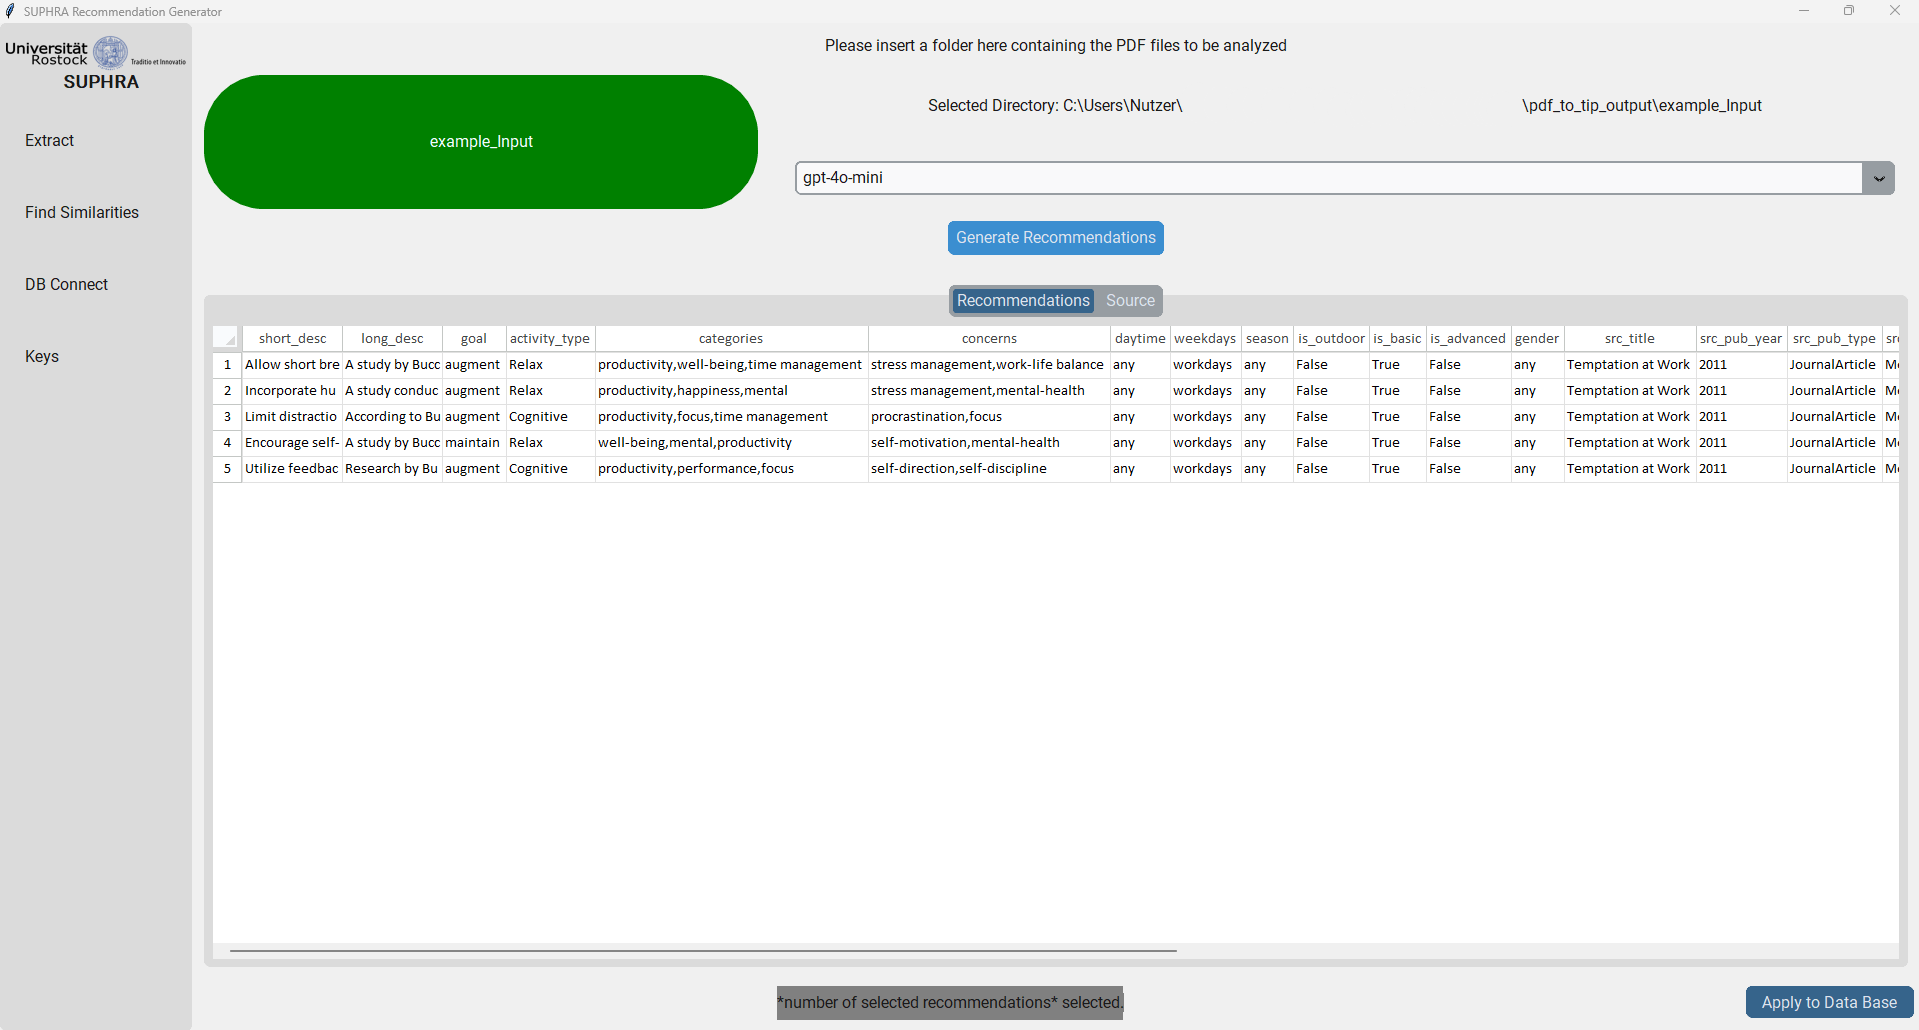 SUPHRA Recommendation Generator
Universität
Rostock
Traditio et Innovatio
SUPHRA
Extract
Find Similarities
DB Connect
Keys
Please insert a folder here containing the PDF files to be analyzed
example_Input
Selected Directory: C:\Users\Nutzer\ \pdf_to_tip_output\example_Input
gpt-4o-mini
Generate Recommendations
Recommendations Source
short_desc long_desc goal activity_type categories concerns daytime weekdays season is_outdoor is_basic is_advanced gender src_title src_pub_year src_pub_type src
1 Allow short bre A study by Bucc augment Relax productivity,well-being,time management stress management,work-life balance any workdays any False True False any Temptation at Work 2011 JournalArticle Me
2 Incorporate hu A study conduc augment Relax productivity,happiness,mental stress management,mental-health any workdays any False True False any Temptation at Work 2011 JournalArticle Me
3 Limit distractio According to Bu augment Cognitive productivity,focus,time management procrastination,focus any workdays any False True False any Temptation at Work 2011 JournalArticle Me
4 Encourage self- A study by Bucc maintain Relax well-being,mental,productivity self-motivation,mental-health any workdays any False True False any Temptation at Work 2011 JournalArticle Me
5 Utilize feedbac Research by Bu augment Cognitive productivity,performance,focus self-direction,self-discipline any workdays any False True False any Temptation at Work 2011 JournalArticle Me
*number of selected recommendations* selected.
Apply to Data Base